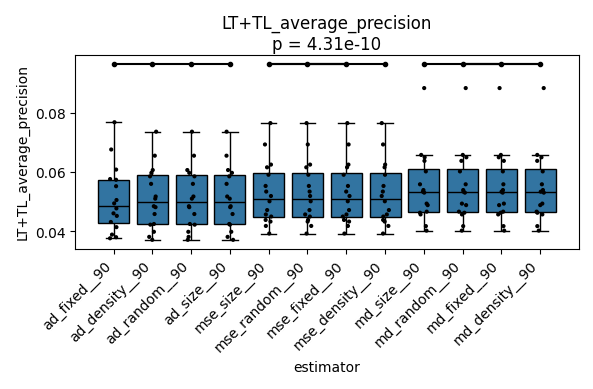 LT+TL_average_precision
p = 4.31e-10
LT+TL_average_precision
0.08
0.06
0.04
ad_fixed__90
ad_density__90
ad_random__90
ad_size__90
mse_size__90
mse_random__90
mse_fixed__90
mse_density__90
md_size__90
md_random__90
md_fixed__90
md_density__90
estimator